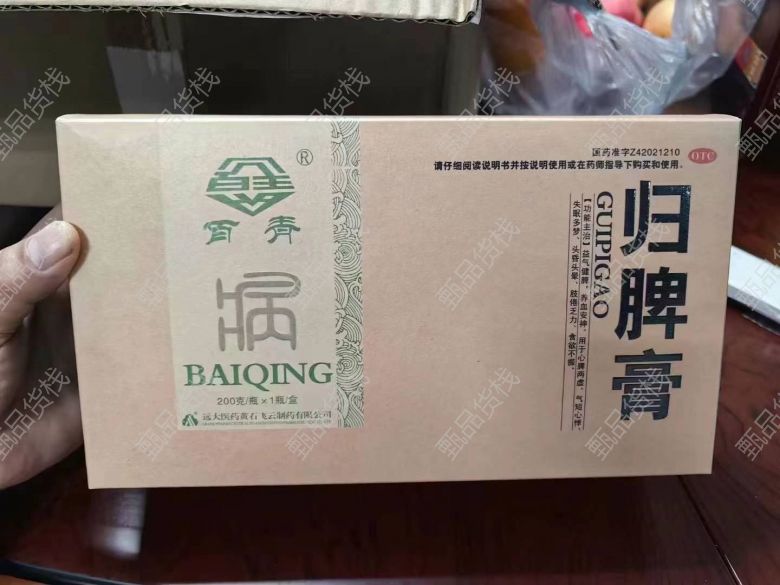 百青
®
百青
病
BAIQING
200克/瓶×1瓶/盒
远大医药黄石飞云制药有限公司
国药准字Z42021210
OTC
请仔细阅读说明书并按说明使用或在药师指导下购买和使用。
归脾膏
GUIPIGAO
【功能主治】益气健脾,养血安神。用于心脾两虚,气短心悸,
失眠多梦,头昏头晕,肢倦乏力,食欲不振。
甄品货栈